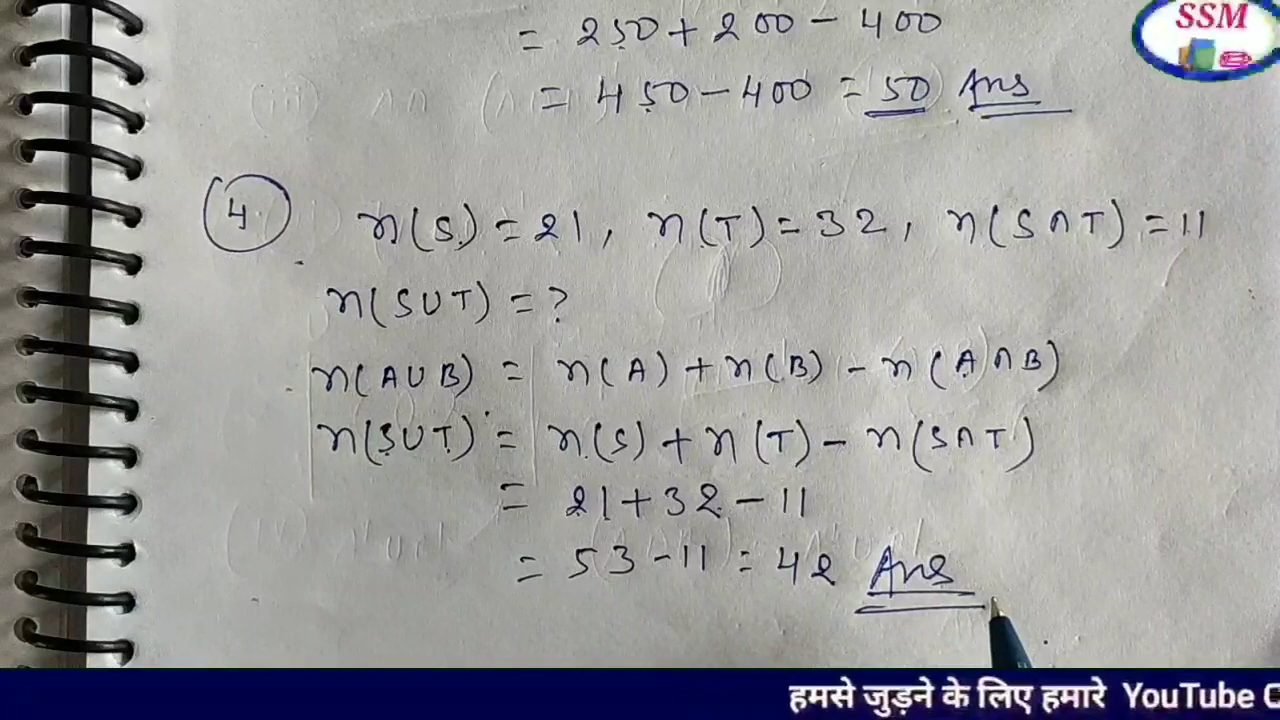 = 250 + 200 - 400
SSM
= 450 - 400 = 50 Ans
4. n(S) = 21, n(T) = 32, n(S∩T) = 11
n(S∪T) = ?
n(A∪B) = n(A) + n(B) - n(A∩B)
n(S∪T) = n(S) + n(T) - n(S∩T)
= 21 + 32 - 11
= 53 - 11 = 42 Ans
हमसे जुड़ने के लिए हमारे YouTube C